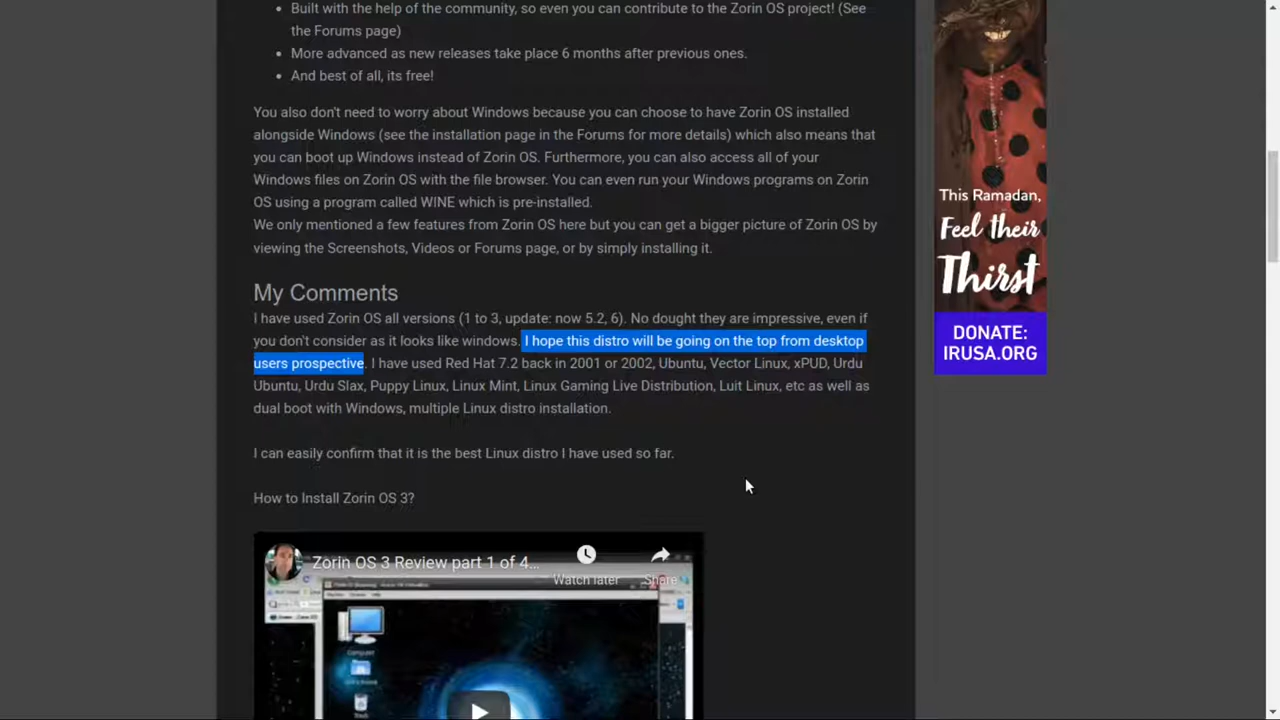 Built with the help of the community, so even you can contribute to the Zorin OS project! (See
the Forums page)
More advanced as new releases take place 6 months after previous ones.
And best of all, its free!
You also don't need to worry about Windows because you can choose to have Zorin OS installed
alongside Windows (see the installation page in the Forums for more details) which also means that
you can boot up Windows instead of Zorin OS. Furthermore, you can also access all of your
Windows files on Zorin OS with the file browser. You can even run your Windows programs on Zorin
OS using a program called WINE which is pre-installed.
We only mentioned a few features from Zorin OS here but you can get a bigger picture of Zorin OS by
viewing the Screenshots, Videos or Forums page, or by simply installing it.
My Comments
I have used Zorin OS all versions (1 to 3, update: now 5.2, 6). No dought they are impressive, even if
you don't consider as it looks like windows. I hope this distro will be going on the top from desktop
users prospective. I have used Red Hat 7.2 back in 2001 or 2002, Ubuntu, Vector Linux, xPUD, Urdu
Ubuntu, Urdu Slax, Puppy Linux, Linux Mint, Linux Gaming Live Distribution, Luit Linux, etc as well as
dual boot with Windows, multiple Linux distro installation.
I can easily confirm that it is the best Linux distro I have used so far.
How to Install Zorin OS 3?
Zorin OS 3 Review part 1 of 4...
Watch later
Share
Computer
This Ramadan,
Feel their
Thirst
DONATE:
IRUSA.ORG